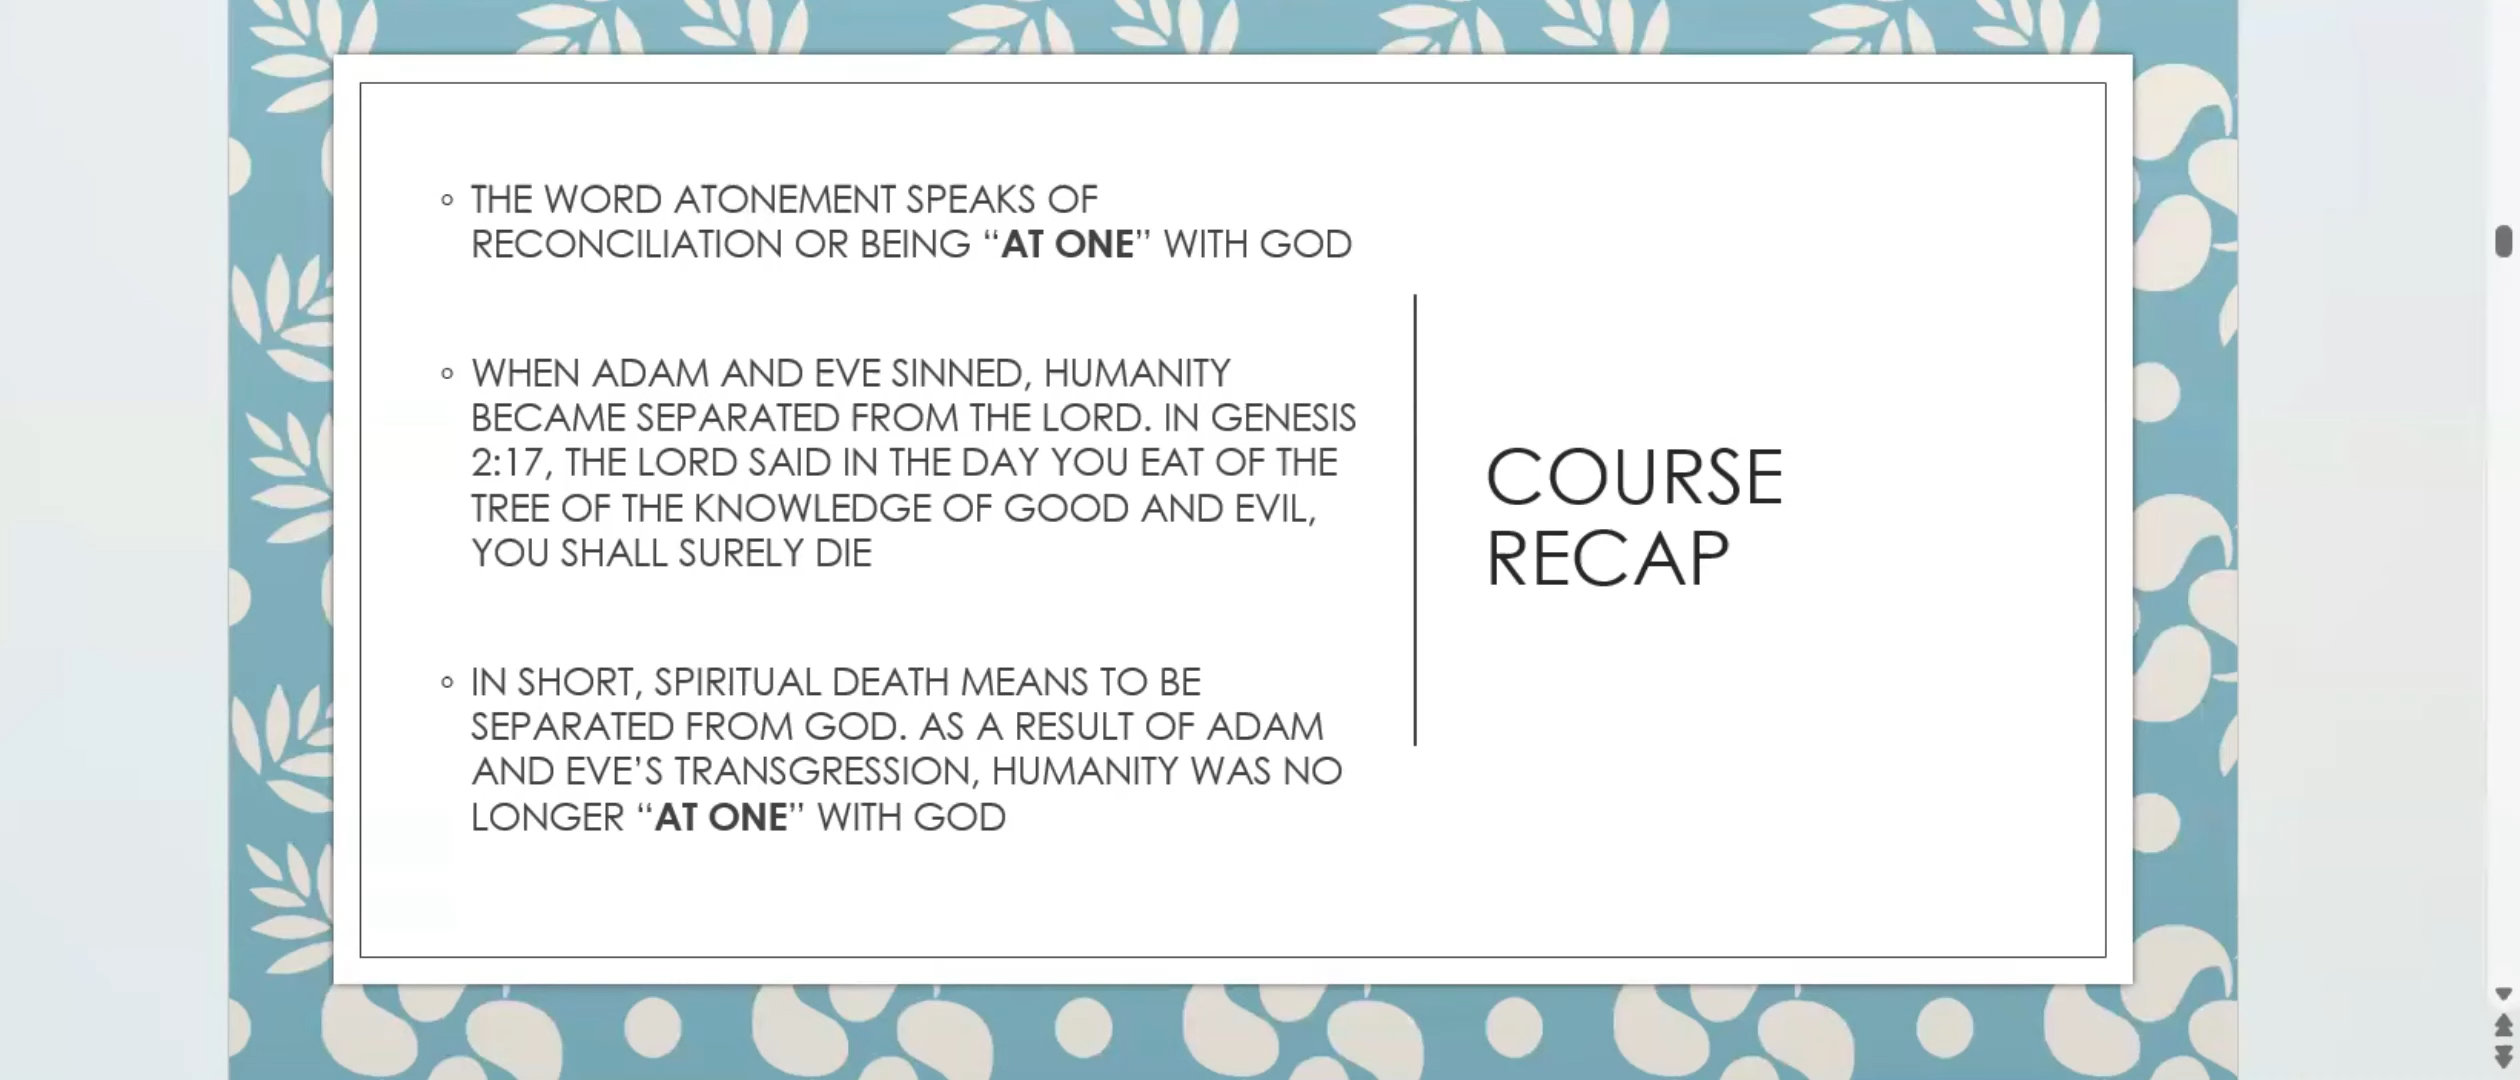 ◦ THE WORD ATONEMENT SPEAKS OF
RECONCILIATION OR BEING “AT ONE” WITH GOD
◦ WHEN ADAM AND EVE SINNED, HUMANITY
BECAME SEPARATED FROM THE LORD. IN GENESIS
2:17, THE LORD SAID IN THE DAY YOU EAT OF THE
TREE OF THE KNOWLEDGE OF GOOD AND EVIL,
YOU SHALL SURELY DIE
◦ IN SHORT, SPIRITUAL DEATH MEANS TO BE
SEPARATED FROM GOD. AS A RESULT OF ADAM
AND EVE’S TRANSGRESSION, HUMANITY WAS NO
LONGER “AT ONE” WITH GOD
COURSE
RECAP